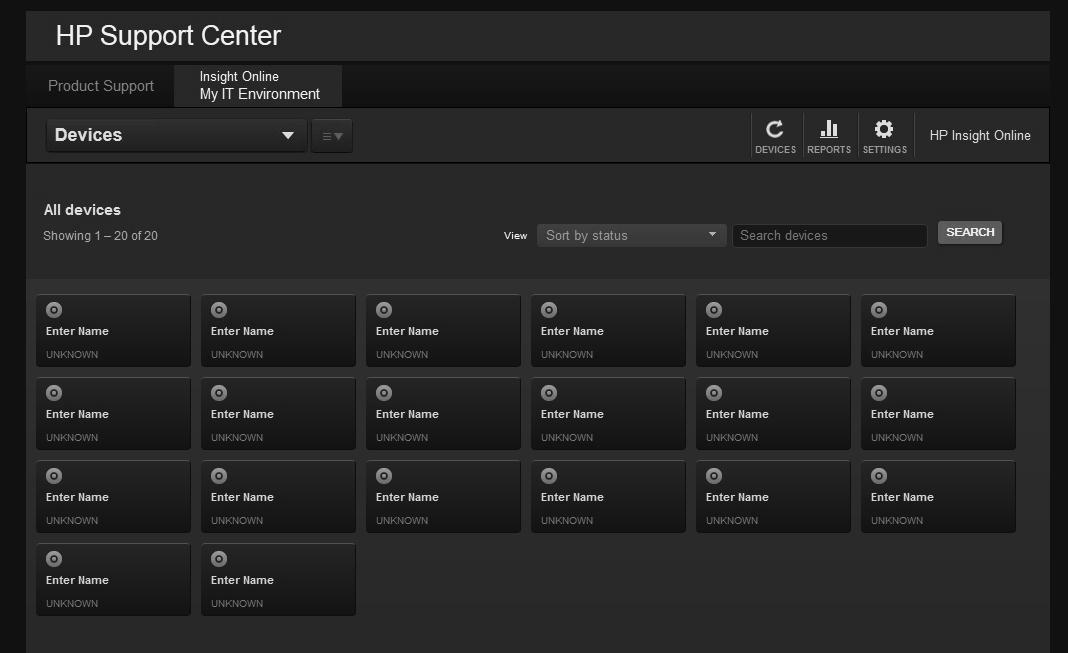 HP Support Center
Product Support
Insight Online
My IT Environment
Devices
DEVICES
REPORTS
SETTINGS
HP Insight Online
All devices
Showing 1 – 20 of 20
View
Sort by status
Search devices
SEARCH
Enter Name Enter Name Enter Name Enter Name Enter Name Enter Name
UNKNOWN UNKNOWN UNKNOWN UNKNOWN UNKNOWN UNKNOWN
Enter Name Enter Name Enter Name Enter Name Enter Name Enter Name
UNKNOWN UNKNOWN UNKNOWN UNKNOWN UNKNOWN UNKNOWN
Enter Name Enter Name Enter Name Enter Name Enter Name Enter Name
UNKNOWN UNKNOWN UNKNOWN UNKNOWN UNKNOWN UNKNOWN
Enter Name Enter Name
UNKNOWN UNKNOWN